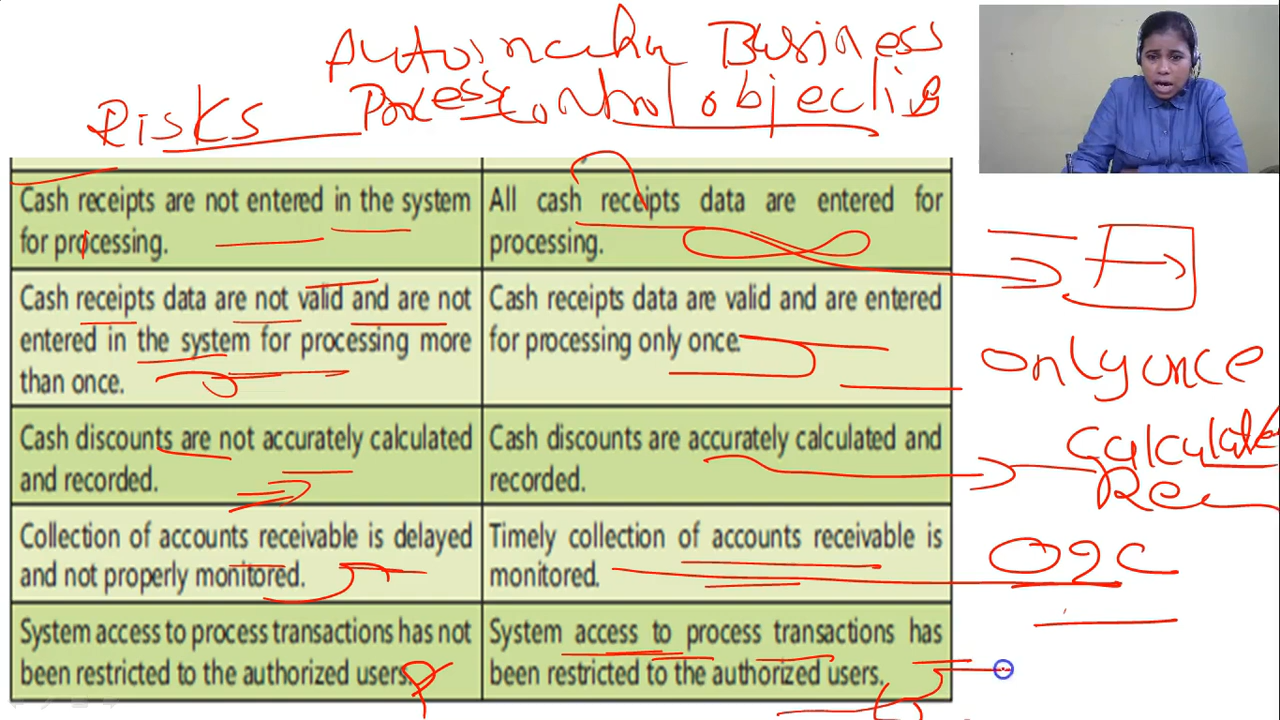 Business
Risks Process control objectis
Cash receipts are not entered in the system
for processing.
All cash receipts data are entered for
processing.
Cash receipts data are not valid and are not
entered in the system for processing more
than once.
Cash receipts data are valid and are entered
for processing only once.
only once
Cash discounts are not accurately calculated
and recorded.
Cash discounts are accurately calculated and
recorded.
Calculate
Rec
Collection of accounts receivable is delayed
and not properly monitored.
Timely collection of accounts receivable is
monitored.
O2C
System access to process transactions has not
been restricted to the authorized users.
System access to process transactions has
been restricted to the authorized users.